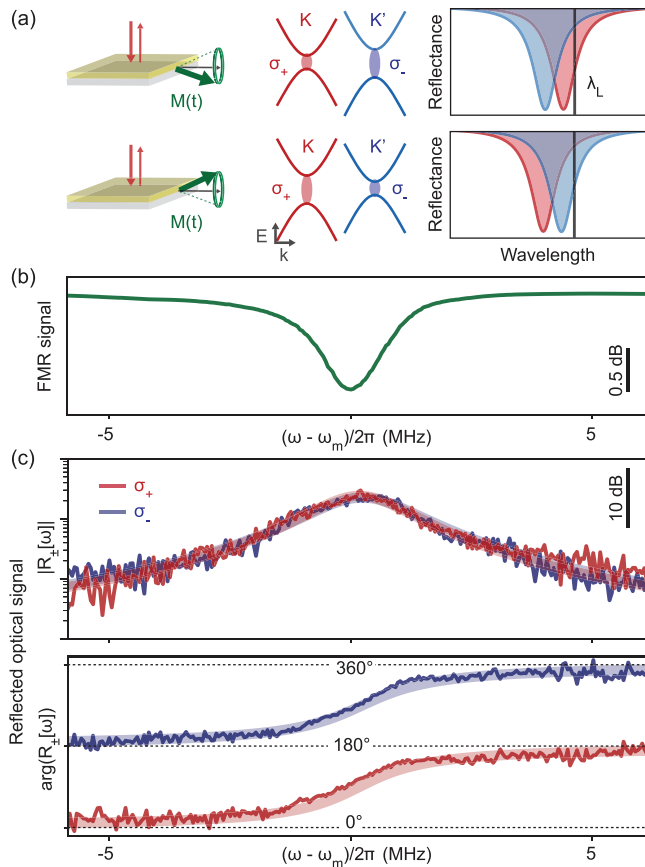 (a)
K K'
σ+ σ-
M(t)
Reflectance
λL
K K'
σ+ σ-
M(t)
E
k
Reflectance
Wavelength
(b)
FMR signal
0.5 dB
-5 5
(ω - ωm)/2π (MHz)
(c)
Reflected optical signal
σ+
σ-
10 dB
|R±[ω]|
360°
180°
0°
arg(R±[ω])
-5 5
(ω - ωm)/2π (MHz)